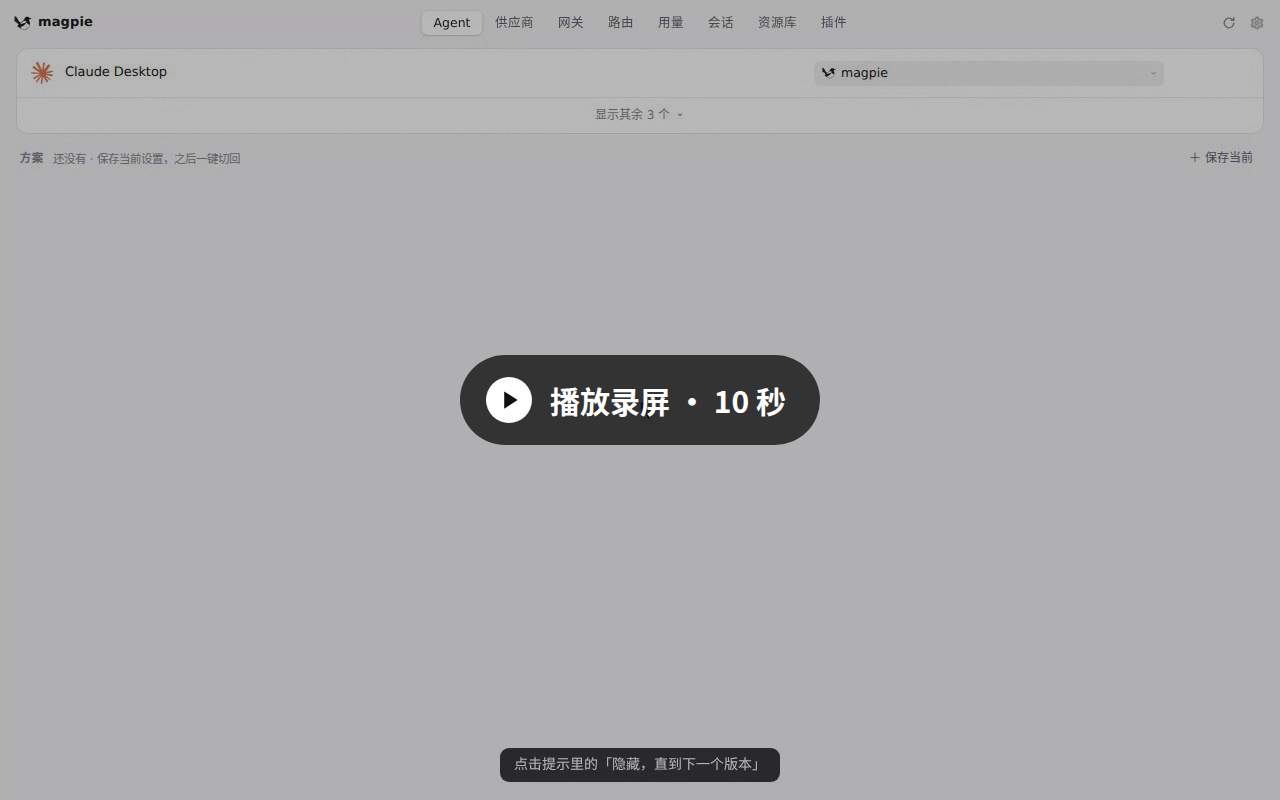 magpie
Agent 供应商 网关 路由 用量 会话 资源库 插件
Claude Desktop
magpie
显示其余 3 个
方案 还没有 · 保存当前设置，之后一键切回
+ 保存当前
播放录屏 · 10 秒
点击提示里的「隐藏，直到下一个版本」